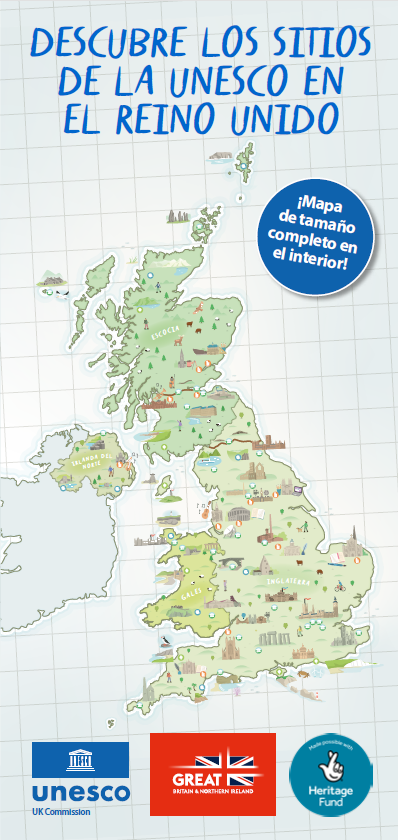 DESCUBRE LOS SITIOS
DE LA UNESCO EN
EL REINO UNIDO
¡Mapa
de tamaño
completo en
el interior!
ESCOCIA
IRLANDA DEL
NORTE
INGLATERRA
GALES
unesco
UK Commission
GREAT
BRITAIN & NORTHERN IRELAND
Made possible with
Heritage
Fund